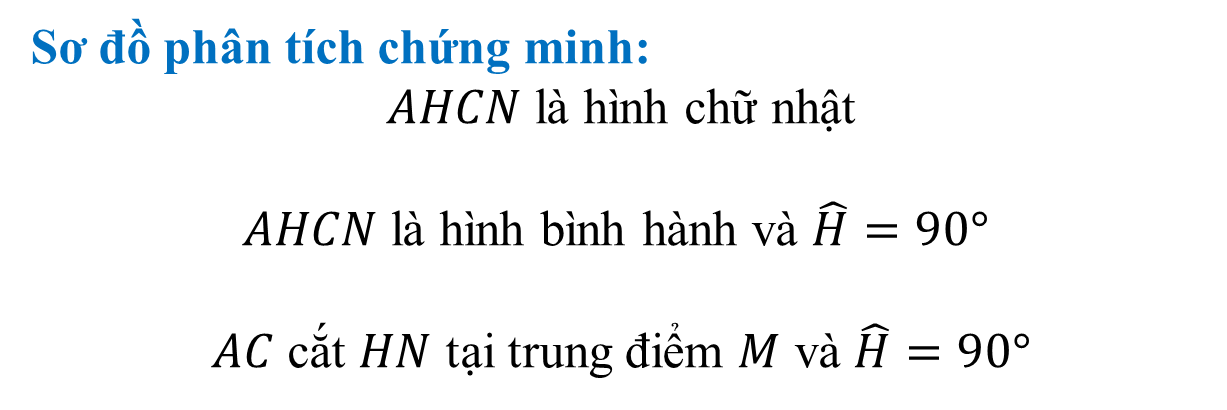 Sơ đồ phân tích chứng minh:
AHCN là hình chữ nhật
AHCN là hình bình hành và Ĥ = 90°
AC cắt HN tại trung điểm M và Ĥ = 90°